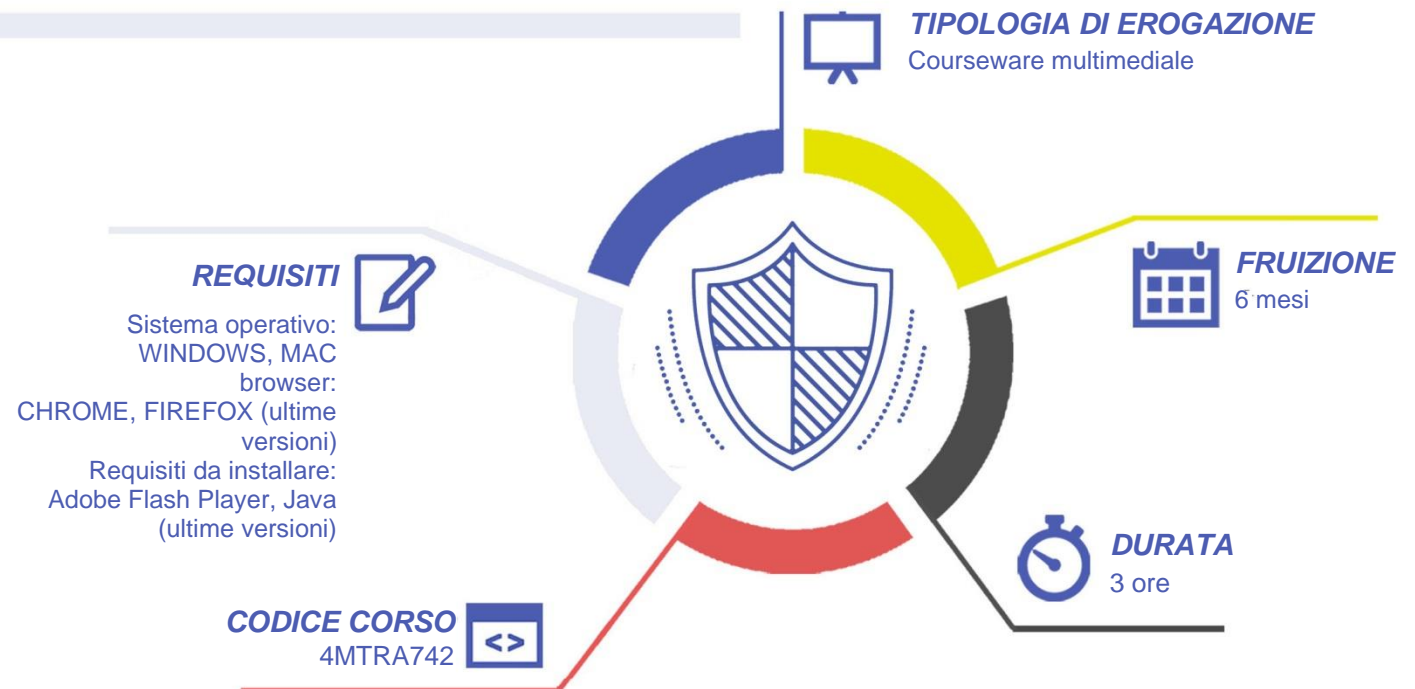 TIPOLOGIA DI EROGAZIONE
Courseware multimediale
REQUISITI
Sistema operativo:
WINDOWS, MAC
browser:
CHROME, FIREFOX (ultime
versioni)
Requisiti da installare:
Adobe Flash Player, Java
(ultime versioni)
FRUIZIONE
6 mesi
DURATA
3 ore
CODICE CORSO
<>
4MTRA742